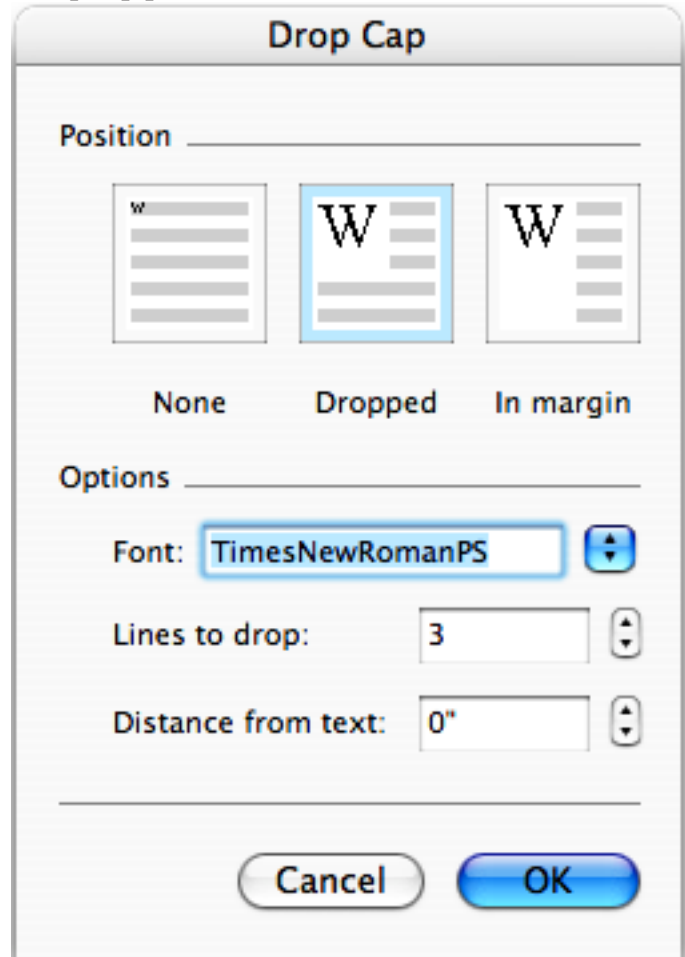 Drop Cap
Position
w W W
None Dropped In margin
Options
Font: TimesNewRomanPS
Lines to drop: 3
Distance from text: 0"
Cancel OK